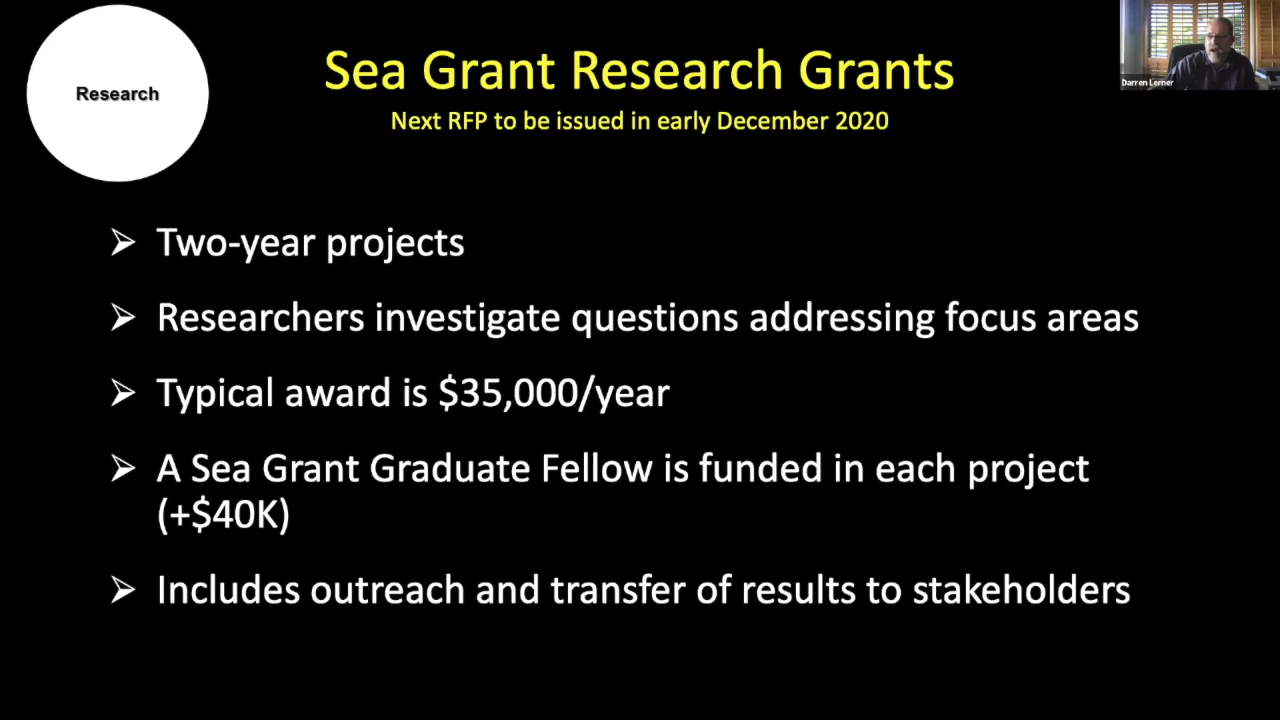 Research
Sea Grant Research Grants
Next RFP to be issued in early December 2020
Darren Lerner
➢ Two-year projects
➢ Researchers investigate questions addressing focus areas
➢ Typical award is $35,000/year
➢ A Sea Grant Graduate Fellow is funded in each project
(+$40K)
➢ Includes outreach and transfer of results to stakeholders